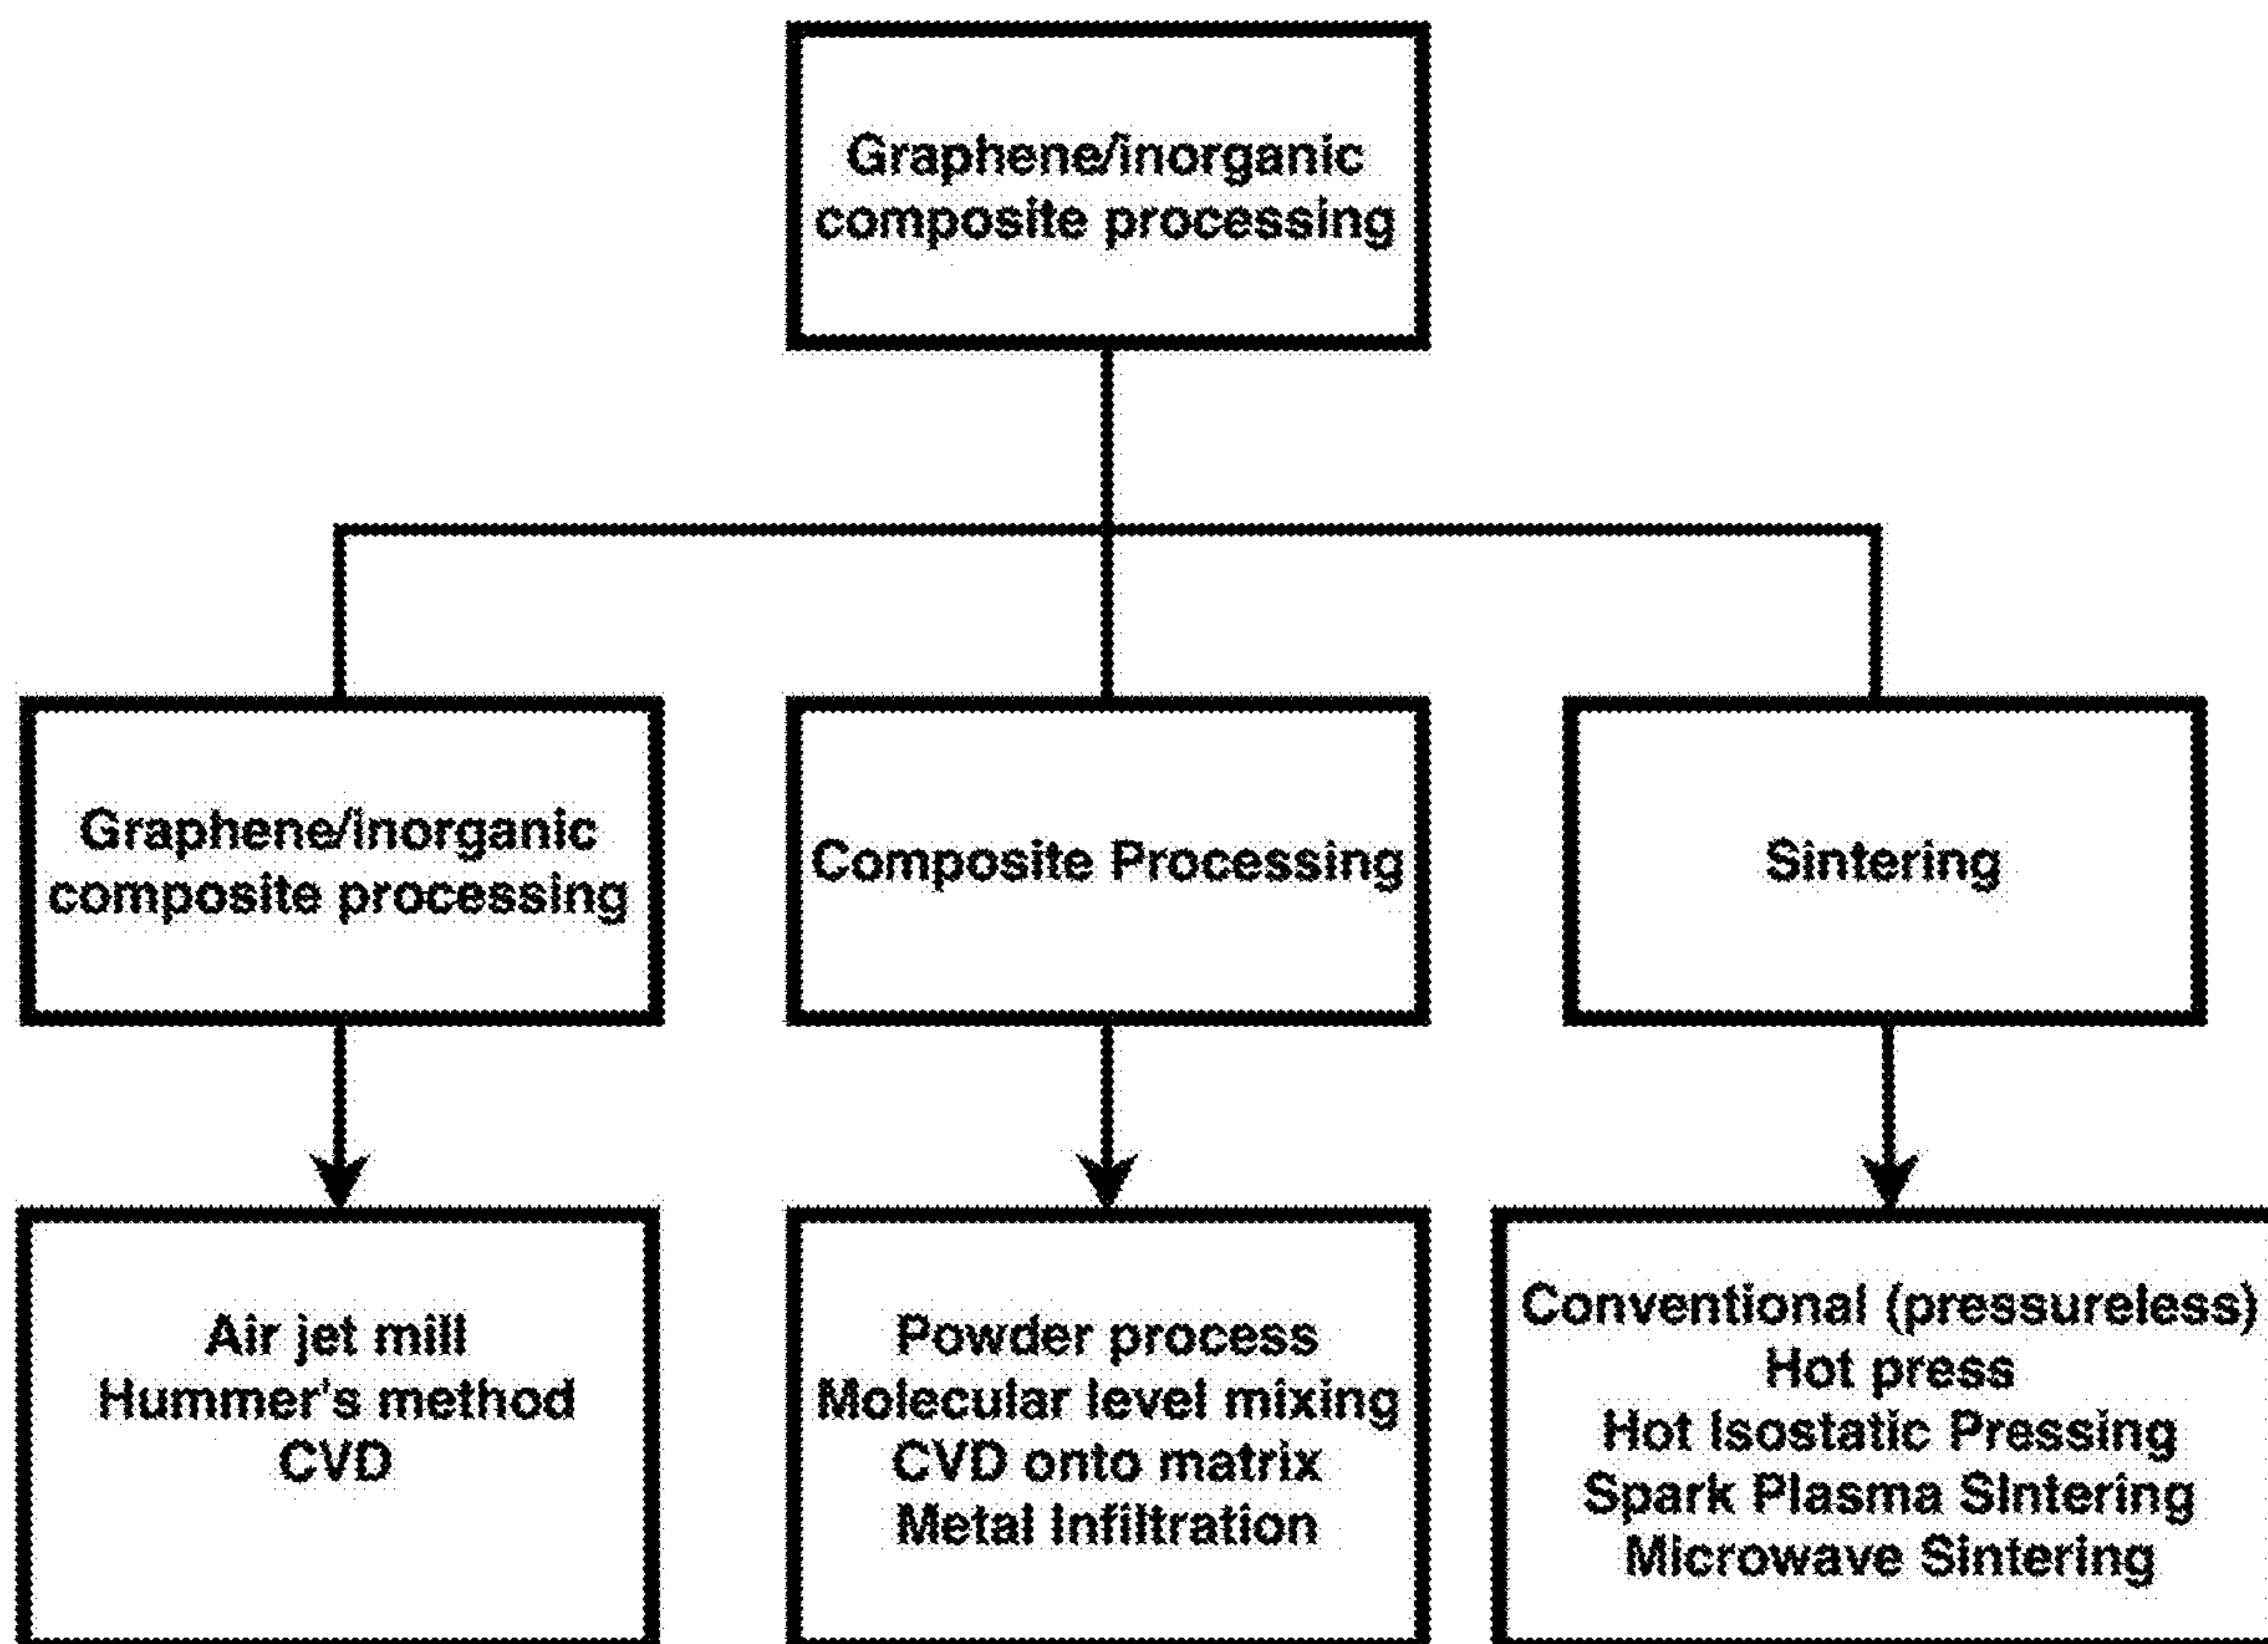 Graphene/inorganic
composite processing
Graphene/inorganic
composite processing
Composite Processing
Sintering
Air jet mill
Hummer's method
CVD
Powder process
Molecular level mixing
CVD onto matrix
Metal Infiltration
Conventional (pressureless)
Hot press
Hot Isostatic Pressing
Spark Plasma Sintering
Microwave Sintering